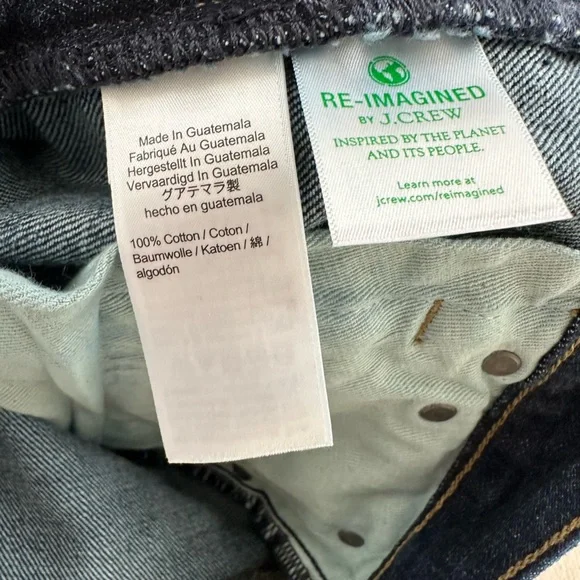 Made In Guatemala
Fabriqué Au Guatemala
Hergestellt In Guatemala
Vervaardigd In Guatemala
グアテマラ製
hecho en guatemala
100% Cotton / Coton /
Baumwolle / Katoen / 綿 /
algodón
RE-IMAGINED
BY J.CREW
INSPIRED BY THE PLANET
AND ITS PEOPLE.
Learn more at
jcrew.com/reimagined